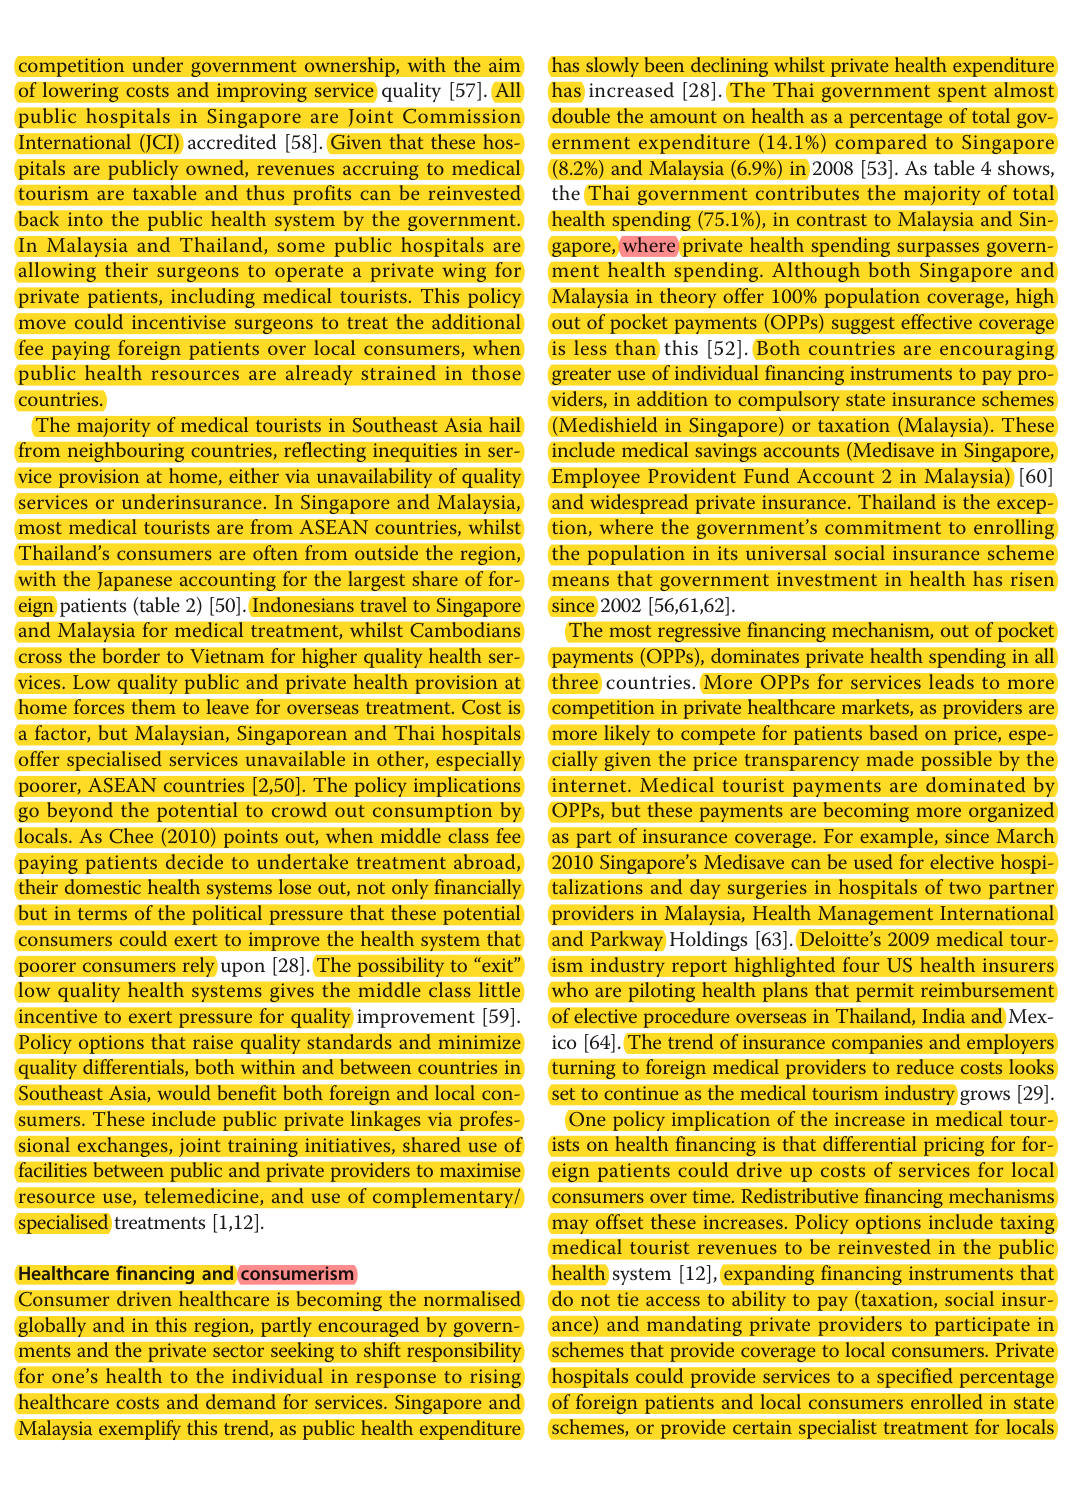 competition under government ownership, with the aim
of lowering costs and improving service quality [57]. All
public hospitals in Singapore are Joint Commission
International (JCI) accredited [58]. Given that these hos-
pitals are publicly owned, revenues accruing to medical
tourism are taxable and thus profits can be reinvested
back into the public health system by the government.
In Malaysia and Thailand, some public hospitals are
allowing their surgeons to operate a private wing for
private patients, including medical tourists. This policy
move could incentivise surgeons to treat the additional
fee paying foreign patients over local consumers, when
public health resources are already strained in those
countries.
The majority of medical tourists in Southeast Asia hail
from neighbouring countries, reflecting inequities in ser-
vice provision at home, either via unavailability of quality
services or underinsurance. In Singapore and Malaysia,
most medical tourists are from ASEAN countries, whilst
Thailand's consumers are often from outside the region,
with the Japanese accounting for the largest share of for-
eign patients (table 2) [50]. Indonesians travel to Singapore
and Malaysia for medical treatment, whilst Cambodians
cross the border to Vietnam for higher quality health ser-
vices. Low quality public and private health provision at
home forces them to leave for overseas treatment. Cost is
a factor, but Malaysian, Singaporean and Thai hospitals
offer specialised services unavailable in other, especially
poorer, ASEAN countries [2,50]. The policy implications
go beyond the potential to crowd out consumption by
locals. As Chee (2010) points out, when middle class fee
paying patients decide to undertake treatment abroad,
their domestic health systems lose out, not only financially
but in terms of the political pressure that these potential
consumers could exert to improve the health system that
poorer consumers rely upon [28]. The possibility to “exit”
low quality health systems gives the middle class little
incentive to exert pressure for quality improvement [59].
Policy options that raise quality standards and minimize
quality differentials, both within and between countries in
Southeast Asia, would benefit both foreign and local con-
sumers. These include public private linkages via profes-
sional exchanges, joint training initiatives, shared use of
facilities between public and private providers to maximise
resource use, telemedicine, and use of complementary/
specialised treatments [1,12].
Healthcare financing and consumerism
Consumer driven healthcare is becoming the normalised
globally and in this region, partly encouraged by govern-
ments and the private sector seeking to shift responsibility
for one's health to the individual in response to rising
healthcare costs and demand for services. Singapore and
Malaysia exemplify this trend, as public health expenditure
has slowly been declining whilst private health expenditure
has increased [28]. The Thai government spent almost
double the amount on health as a percentage of total gov-
ernment expenditure (14.1%) compared to Singapore
(8.2%) and Malaysia (6.9%) in 2008 [53]. As table 4 shows,
the Thai government contributes the majority of total
health spending (75.1%), in contrast to Malaysia and Sin-
gapore, where private health spending surpasses govern-
ment health spending. Although both Singapore and
Malaysia in theory offer 100% population coverage, high
out of pocket payments (OPPs) suggest effective coverage
is less than this [52]. Both countries are encouraging
greater use of individual financing instruments to pay pro-
viders, in addition to compulsory state insurance schemes
(Medishield in Singapore) or taxation (Malaysia). These
include medical savings accounts (Medisave in Singapore,
Employee Provident Fund Account 2 in Malaysia) [60]
and widespread private insurance. Thailand is the excep-
tion, where the government's commitment to enrolling
the population in its universal social insurance scheme
means that government investment in health has risen
since 2002 [56,61,62].
The most regressive financing mechanism, out of pocket
payments (OPPs), dominates private health spending in all
three countries. More OPPs for services leads to more
competition in private healthcare markets, as providers are
more likely to compete for patients based on price, espe-
cially given the price transparency made possible by the
internet. Medical tourist payments are dominated by
OPPs, but these payments are becoming more organized
as part of insurance coverage. For example, since March
2010 Singapore's Medisave can be used for elective hospi-
talizations and day surgeries in hospitals of two partner
providers in Malaysia, Health Management International
and Parkway Holdings [63]. Deloitte's 2009 medical tour-
ism industry report highlighted four US health insurers
who are piloting health plans that permit reimbursement
of elective procedure overseas in Thailand, India and Mex-
ico [64]. The trend of insurance companies and employers
turning to foreign medical providers to reduce costs looks
set to continue as the medical tourism industry grows [29].
One policy implication of the increase in medical tour-
ists on health financing is that differential pricing for for-
eign patients could drive up costs of services for local
consumers over time. Redistributive financing mechanisms
may offset these increases. Policy options include taxing
medical tourist revenues to be reinvested in the public
health system [12], expanding financing instruments that
do not tie access to ability to pay (taxation, social insur-
ance) and mandating private providers to participate in
schemes that provide coverage to local consumers. Private
hospitals could provide services to a specified percentage
of foreign patients and local consumers enrolled in state
schemes, or provide certain specialist treatment for locals